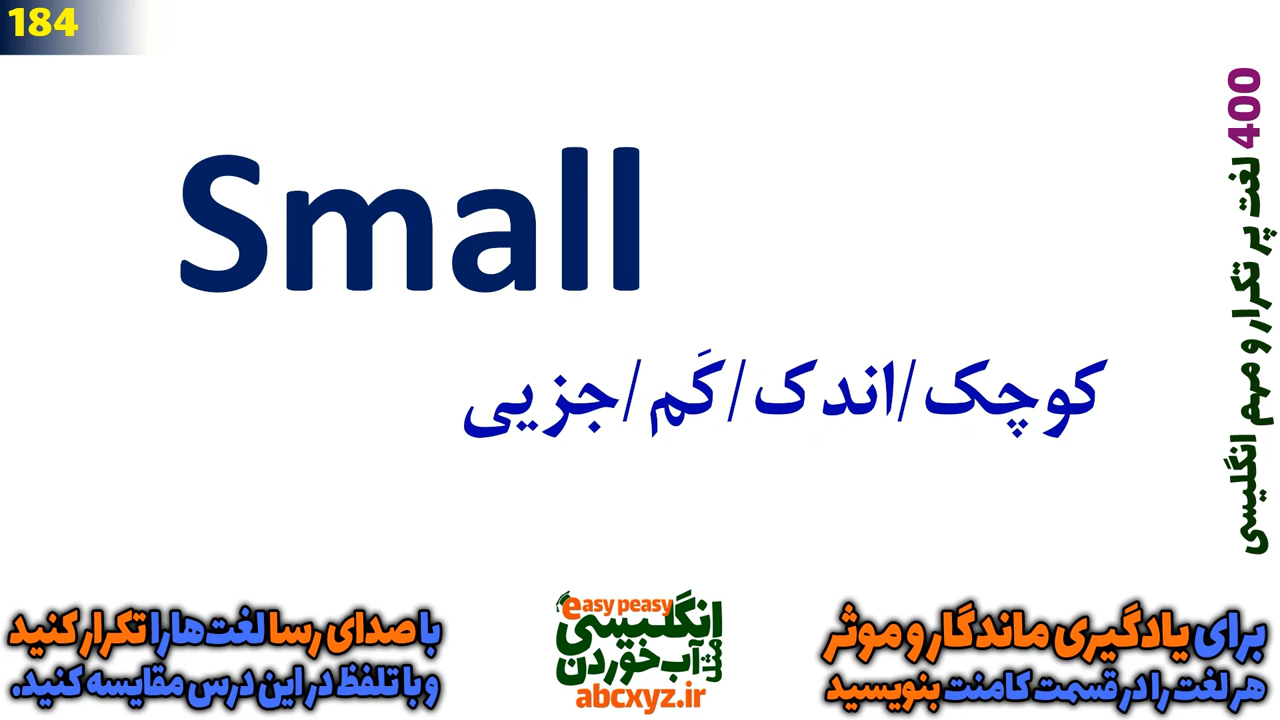 184
Small
کوچک/اندک/کَم/جزیی
400 لغت پر تکرار و مهم انگلیسی
برای یادگیری ماندگار و موثر
هر لغت را در قسمت کامنت بنویسید
easy peasy
انگلیسی
مثل آب خوردن
abcxyz.ir
با صدای رسا لغت‌ها را تکرار کنید
و با تلفظ در این درس مقایسه کنید.